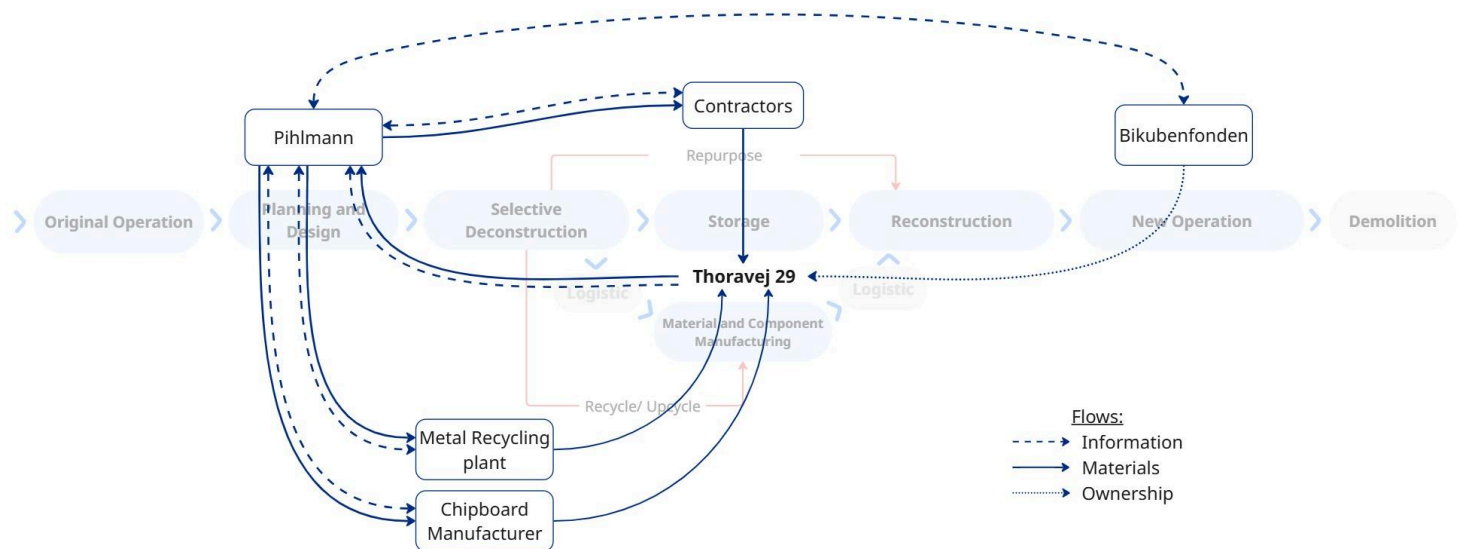 Contractors
Pihlmann
Bikubenfonden
Repurpose
Original Operation
Planning and
Design
Selective
Deconstruction
Storage
Reconstruction
New Operation
Demolition
Thoravej 29
Logistic
Logistic
Material and Component
Manufacturing
Recycle/ Upcycle
Metal Recycling
plant
Chipboard
Manufacturer
Flows:
Information
Materials
Ownership